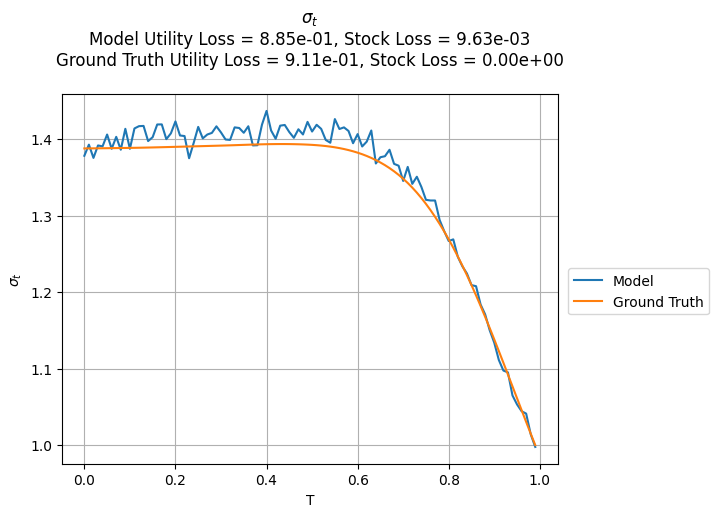 σₜ
Model Utility Loss = 8.85e-01, Stock Loss = 9.63e-03
Ground Truth Utility Loss = 9.11e-01, Stock Loss = 0.00e+00
σₜ
1.4
1.3
1.2
1.1
1.0
0.0 0.2 0.4 0.6 0.8 1.0
T
Model
Ground Truth